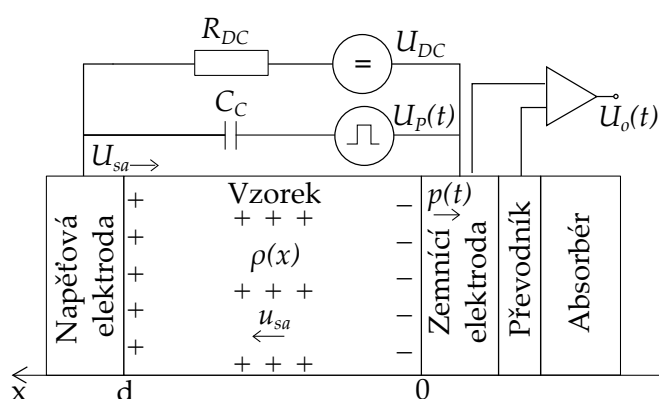 R_DC
U_DC
=
C_C
U_P(t)
U_o(t)
U_sa
Vzorek
p(t)
+ + + −
+ + + + −
ρ(x)
+ −
+ + + + −
u_sa
+ + + + −
Napěťová
elektroda
Zemnící
elektroda
Převodník
Absorbér
x
d
0